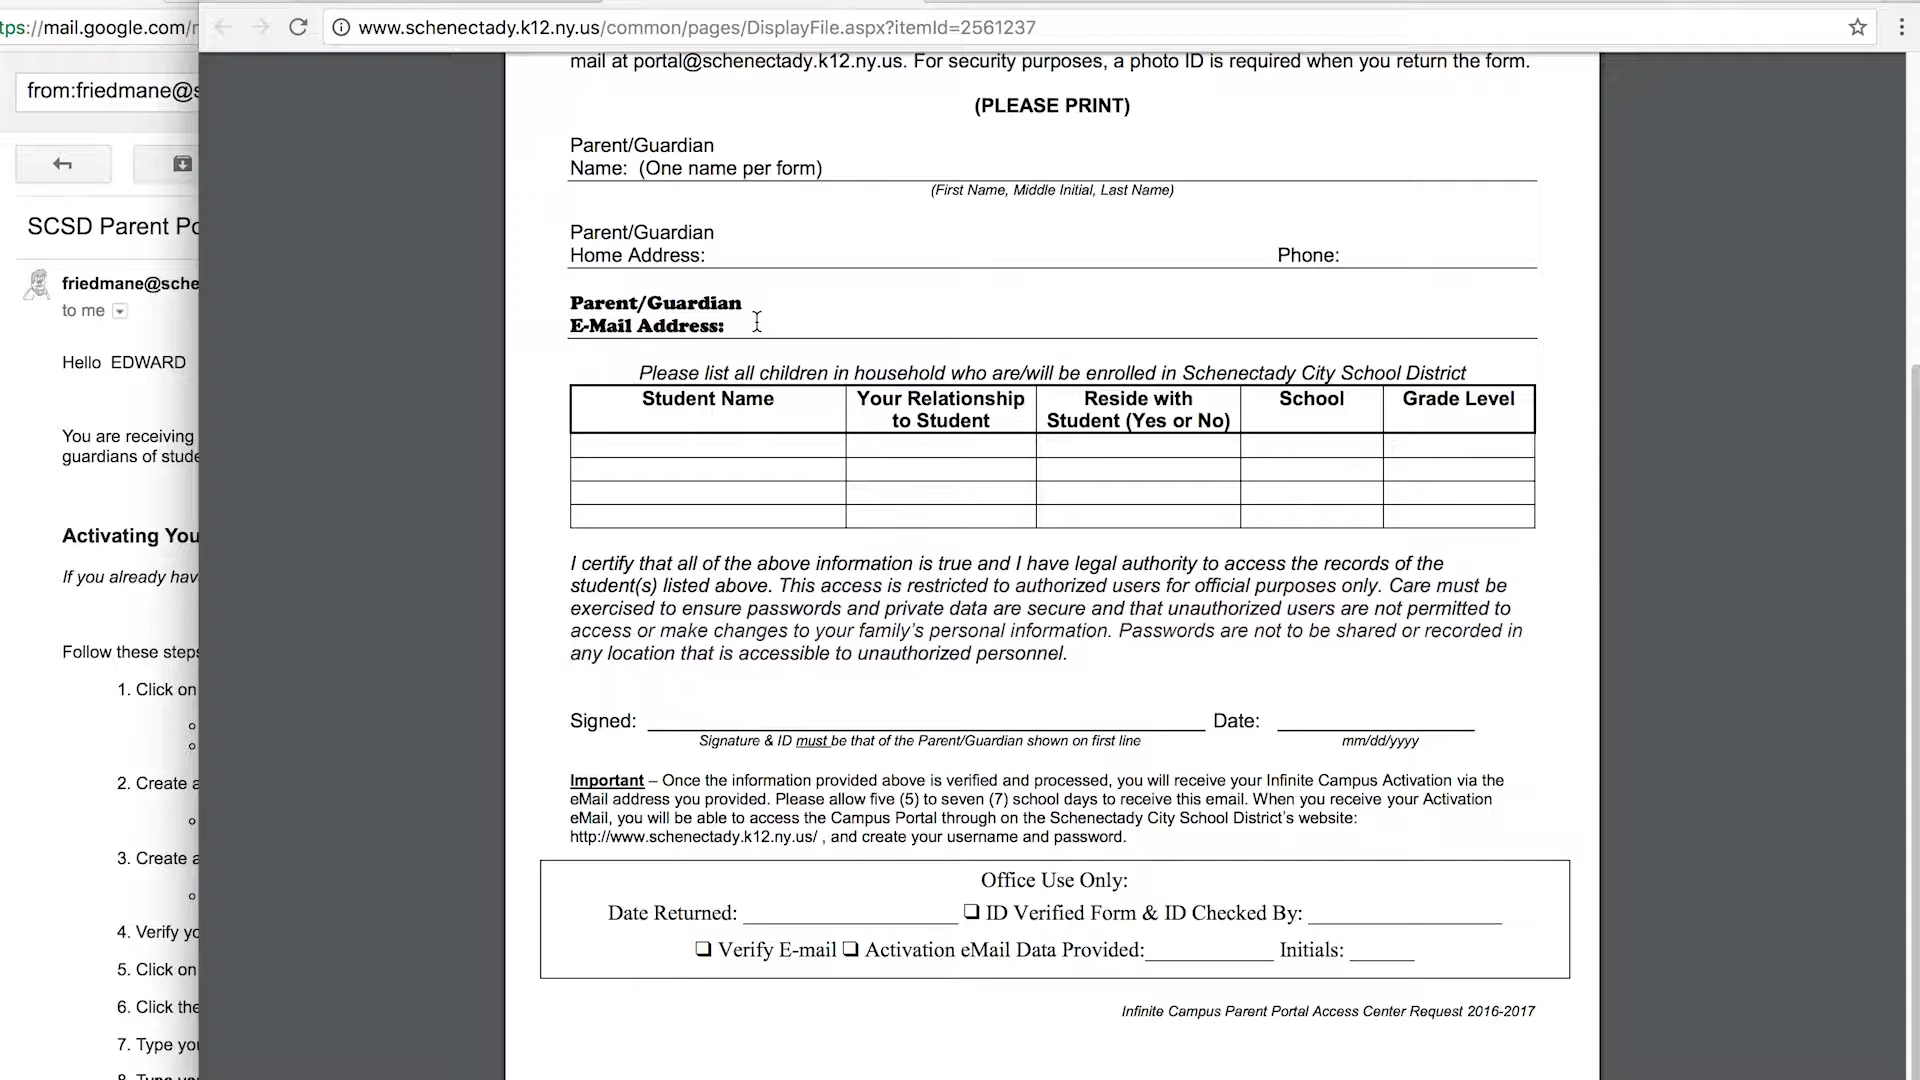 tps://mail.google.com/
www.schenectady.k12.ny.us/common/pages/DisplayFile.aspx?itemId=2561237
from:friedmane@s
SCSD Parent Po
friedmane@sche
to me
Hello EDWARD
You are receiving
guardians of stude
Activating You
If you already hav
Follow these steps
1. Click on
2. Create a
3. Create a
4. Verify yo
5. Click on
6. Click the
7. Type you
mail at portal@schenectady.k12.ny.us. For security purposes, a photo ID is required when you return the form.
(PLEASE PRINT)
Parent/Guardian
Name: (One name per form)
(First Name, Middle Initial, Last Name)
Parent/Guardian
Home Address: Phone:
Parent/Guardian
E-Mail Address:
Please list all children in household who are/will be enrolled in Schenectady City School District
Student Name Your Relationship to Student Reside with Student (Yes or No) School Grade Level
I certify that all of the above information is true and I have legal authority to access the records of the
student(s) listed above. This access is restricted to authorized users for official purposes only. Care must be
exercised to ensure passwords and private data are secure and that unauthorized users are not permitted to
access or make changes to your family's personal information. Passwords are not to be shared or recorded in
any location that is accessible to unauthorized personnel.
Signed: Date:
Signature & ID must be that of the Parent/Guardian shown on first line mm/dd/yyyy
Important – Once the information provided above is verified and processed, you will receive your Infinite Campus Activation via the
eMail address you provided. Please allow five (5) to seven (7) school days to receive this email. When you receive your Activation
eMail, you will be able to access the Campus Portal through on the Schenectady City School District's website:
http://www.schenectady.k12.ny.us/ , and create your username and password.
Office Use Only:
Date Returned: ❑ ID Verified Form & ID Checked By:
❑ Verify E-mail ❑ Activation eMail Data Provided: Initials:
Infinite Campus Parent Portal Access Center Request 2016-2017